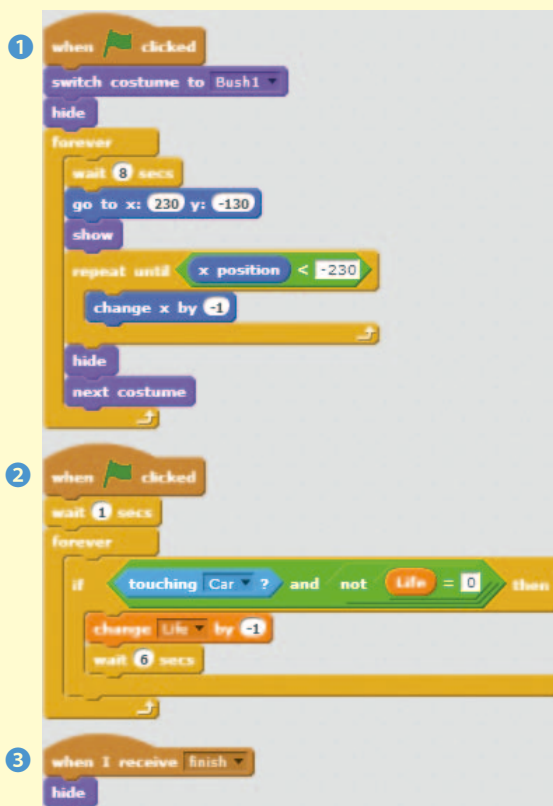 1 when clicked
switch costume to Bush1
hide
forever
wait 8 secs
go to x: 230 y: -130
show
repeat until x position < -230
change x by -1
hide
next costume
2 when clicked
wait 1 secs
forever
if touching Car ? and not Life = 0 then
change Life by -1
wait 6 secs
3 when I receive finish
hide